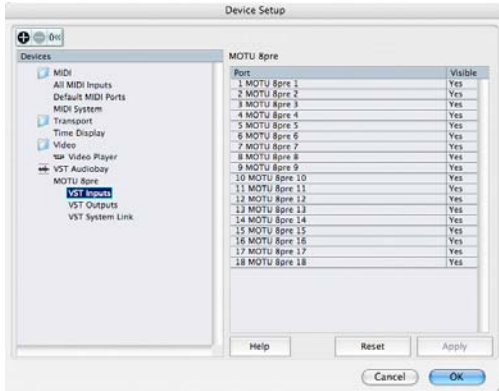 Device Setup
Devices
MIDI
All MIDI Inputs
Default MIDI Ports
MIDI System
Transport
Time Display
Video
Video Player
VST Audiobay
MOTU 8pre
VST Inputs
VST Outputs
VST System Link
MOTU 8pre
Port Visible
1 MOTU 8pre 1 Yes
2 MOTU 8pre 2 Yes
3 MOTU 8pre 3 Yes
4 MOTU 8pre 4 Yes
5 MOTU 8pre 5 Yes
6 MOTU 8pre 6 Yes
7 MOTU 8pre 7 Yes
8 MOTU 8pre 8 Yes
9 MOTU 8pre 9 Yes
10 MOTU 8pre 10 Yes
11 MOTU 8pre 11 Yes
12 MOTU 8pre 12 Yes
13 MOTU 8pre 13 Yes
14 MOTU 8pre 14 Yes
15 MOTU 8pre 15 Yes
16 MOTU 8pre 16 Yes
17 MOTU 8pre 17 Yes
18 MOTU 8pre 18 Yes
Help Reset Apply
Cancel OK